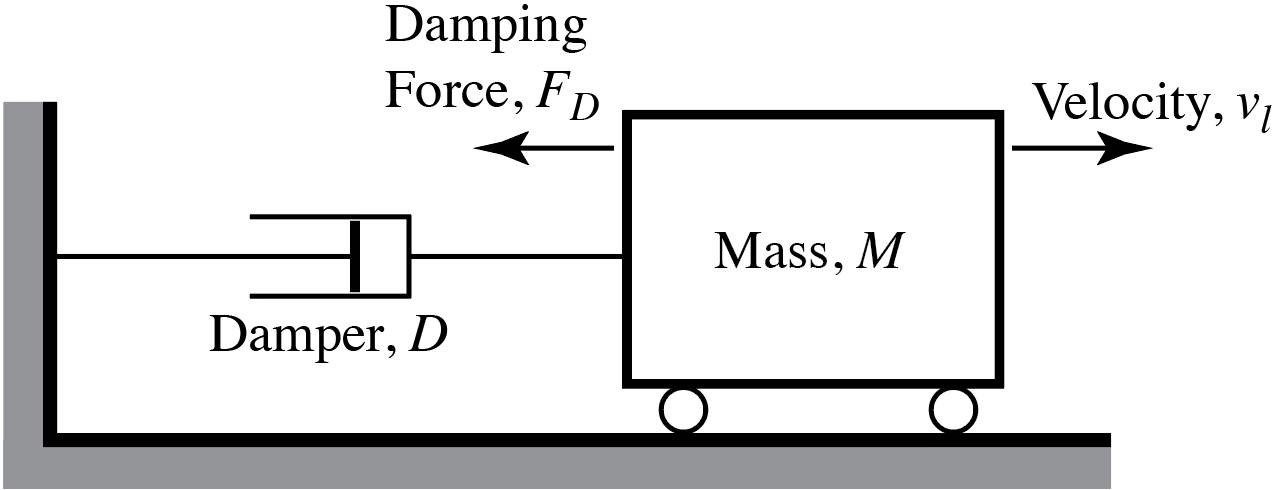 Damping
Force, F_D
Velocity, v_l
Mass, M
Damper, D